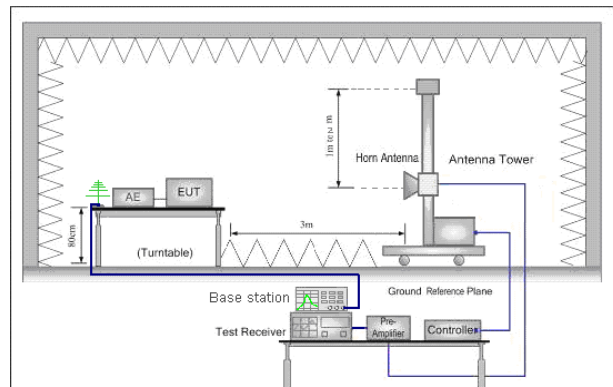 1m to 2 m
Horn Antenna
Antenna Tower
AE
EUT
3m
80cm
(Turntable)
Ground Reference Plane
Base station
Test Receiver
Pre-
Amplifier
Controller